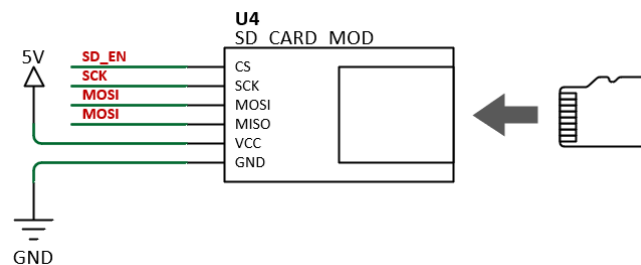 U4
SD CARD MOD
5V
SD_EN
CS
SCK
SCK
MOSI
MOSI
MOSI
MISO
VCC
GND
GND